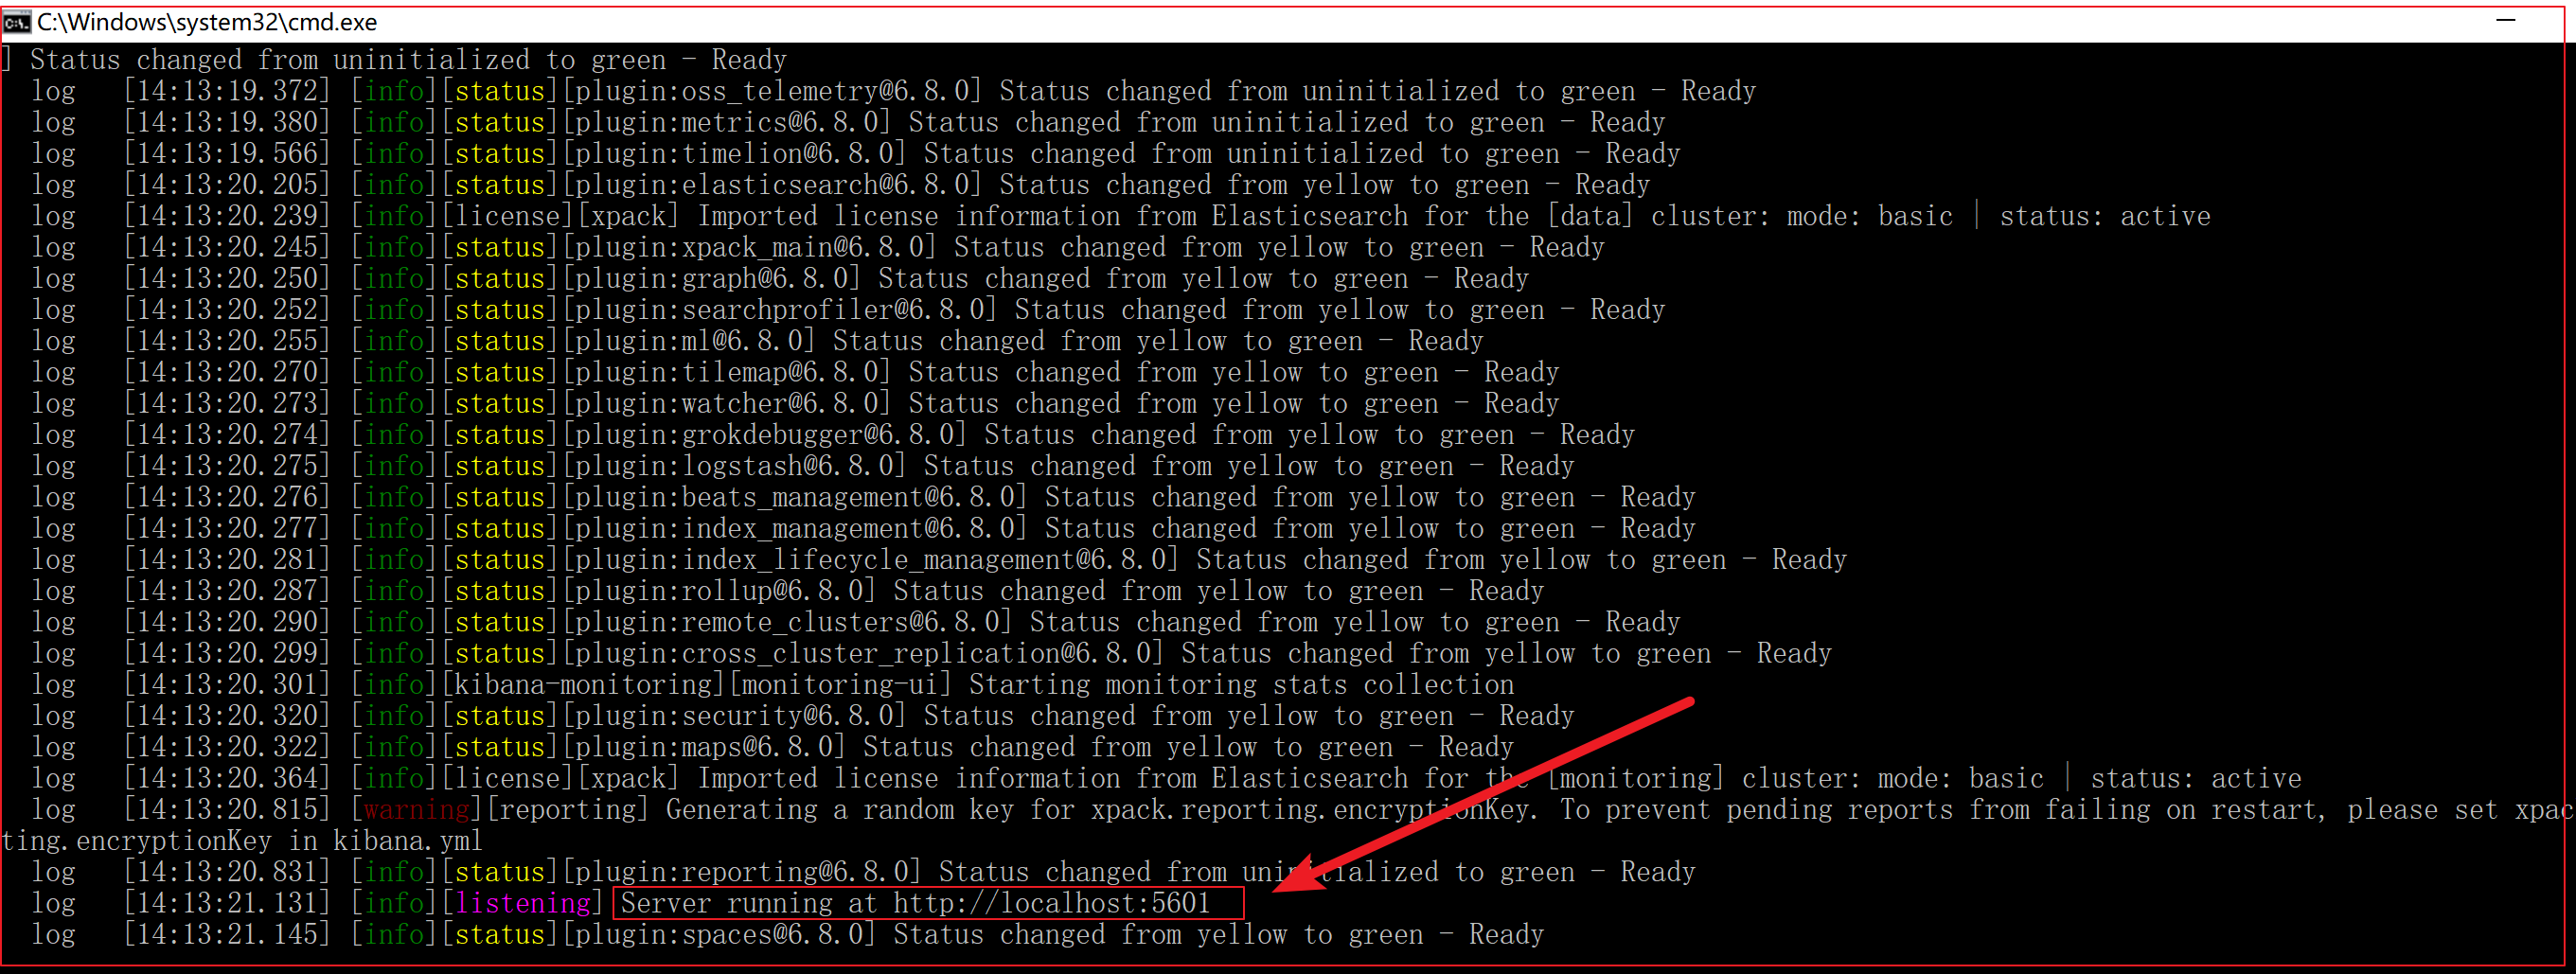 C:\Windows\system32\cmd.exe
] Status changed from uninitialized to green - Ready
log [14:13:19.372] [info][status][plugin:oss_telemetry@6.8.0] Status changed from uninitialized to green - Ready
log [14:13:19.380] [info][status][plugin:metrics@6.8.0] Status changed from uninitialized to green - Ready
log [14:13:19.566] [info][status][plugin:timelion@6.8.0] Status changed from uninitialized to green - Ready
log [14:13:20.205] [info][status][plugin:elasticsearch@6.8.0] Status changed from yellow to green - Ready
log [14:13:20.239] [info][license][xpack] Imported license information from Elasticsearch for the [data] cluster: mode: basic | status: active
log [14:13:20.245] [info][status][plugin:xpack_main@6.8.0] Status changed from yellow to green - Ready
log [14:13:20.250] [info][status][plugin:graph@6.8.0] Status changed from yellow to green - Ready
log [14:13:20.252] [info][status][plugin:searchprofiler@6.8.0] Status changed from yellow to green - Ready
log [14:13:20.255] [info][status][plugin:ml@6.8.0] Status changed from yellow to green - Ready
log [14:13:20.270] [info][status][plugin:tilemap@6.8.0] Status changed from yellow to green - Ready
log [14:13:20.273] [info][status][plugin:watcher@6.8.0] Status changed from yellow to green - Ready
log [14:13:20.274] [info][status][plugin:grokdebugger@6.8.0] Status changed from yellow to green - Ready
log [14:13:20.275] [info][status][plugin:logstash@6.8.0] Status changed from yellow to green - Ready
log [14:13:20.276] [info][status][plugin:beats_management@6.8.0] Status changed from yellow to green - Ready
log [14:13:20.277] [info][status][plugin:index_management@6.8.0] Status changed from yellow to green - Ready
log [14:13:20.281] [info][status][plugin:index_lifecycle_management@6.8.0] Status changed from yellow to green - Ready
log [14:13:20.287] [info][status][plugin:rollup@6.8.0] Status changed from yellow to green - Ready
log [14:13:20.290] [info][status][plugin:remote_clusters@6.8.0] Status changed from yellow to green - Ready
log [14:13:20.299] [info][status][plugin:cross_cluster_replication@6.8.0] Status changed from yellow to green - Ready
log [14:13:20.301] [info][kibana-monitoring][monitoring-ui] Starting monitoring stats collection
log [14:13:20.320] [info][status][plugin:security@6.8.0] Status changed from yellow to green - Ready
log [14:13:20.322] [info][status][plugin:maps@6.8.0] Status changed from yellow to green - Ready
log [14:13:20.364] [info][license][xpack] Imported license information from Elasticsearch for the [monitoring] cluster: mode: basic | status: active
log [14:13:20.815] [warning][reporting] Generating a random key for xpack.reporting.encryptionKey. To prevent pending reports from failing on restart, please set xpac
ting.encryptionKey in kibana.yml
log [14:13:20.831] [info][status][plugin:reporting@6.8.0] Status changed from uninitialized to green - Ready
log [14:13:21.131] [info][listening] Server running at http://localhost:5601
log [14:13:21.145] [info][status][plugin:spaces@6.8.0] Status changed from yellow to green - Ready